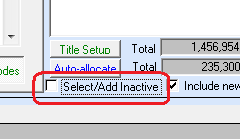 Title Setup Total 1,456,954
odes Auto-allocate Total 235,300
Select/Add Inactive Include new